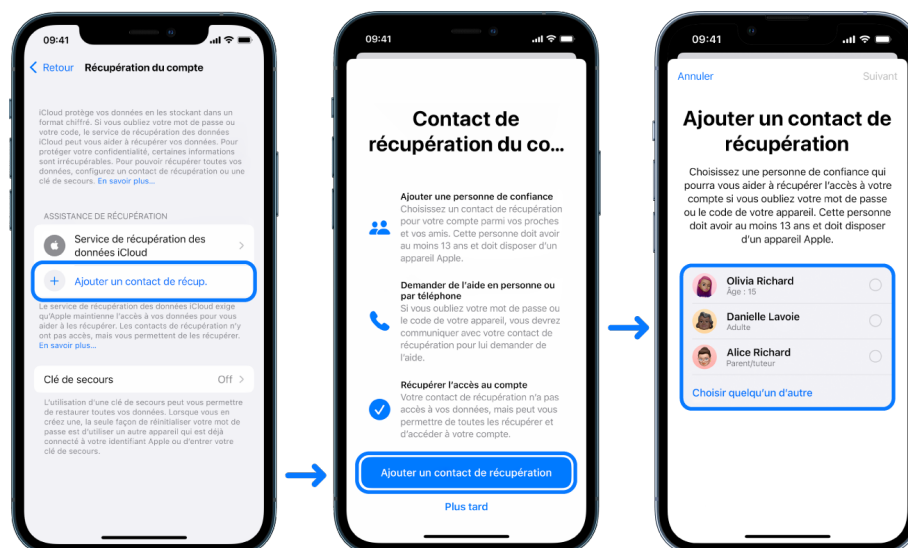 09:41
Retour Récupération du compte
iCloud protège vos données en les stockant dans un
format chiffré. Si vous oubliez votre mot de passe ou
votre code, le service de récupération des données
iCloud peut vous aider à récupérer vos données. Pour
protéger votre confidentialité, certaines informations
sont irrécupérables. Pour pouvoir récupérer toutes vos
données, configurez un contact de récupération ou une
clé de secours. En savoir plus...
ASSISTANCE DE RÉCUPÉRATION
Service de récupération des
données iCloud
Ajouter un contact de récup.
Le service de récupération des données iCloud exige
qu'Apple maintienne l'accès à vos données pour vous
aider à les récupérer. Les contacts de récupération n'y
ont pas accès, mais vous permettent de les récupérer.
En savoir plus...
Clé de secours Off
L'utilisation d'une clé de secours peut vous permettre
de restaurer toutes vos données. Lorsque vous en
créez une, la seule façon de réinitialiser votre mot de
passe est d'utiliser un autre appareil qui est déjà
connecté à votre identifiant Apple ou d'entrer votre
clé de secours.
09:41
Contact de
récupération du co...
Ajouter une personne de confiance
Choisissez un contact de récupération
pour votre compte parmi vos proches
et vos amis. Cette personne doit avoir
au moins 13 ans et doit disposer d'un
appareil Apple.
Demander de l'aide en personne ou
par téléphone
Si vous oubliez votre mot de passe ou
le code de votre appareil, vous devrez
communiquer avec votre contact de
récupération pour lui demander de
l'aide.
Récupérer l'accès au compte
Votre contact de récupération n'a pas
accès à vos données, mais peut vous
permettre de toutes les récupérer et
d'accéder à votre compte.
Ajouter un contact de récupération
Plus tard
09:41
Annuler Suivant
Ajouter un contact de
récupération
Choisissez une personne de confiance qui
pourra vous aider à récupérer l'accès à votre
compte si vous oubliez votre mot de passe
ou le code de votre appareil. Cette personne
doit avoir au moins 13 ans et doit disposer
d'un appareil Apple.
Olivia Richard
Âge : 15
Danielle Lavoie
Adulte
Alice Richard
Parent/tuteur
Choisir quelqu'un d'autre